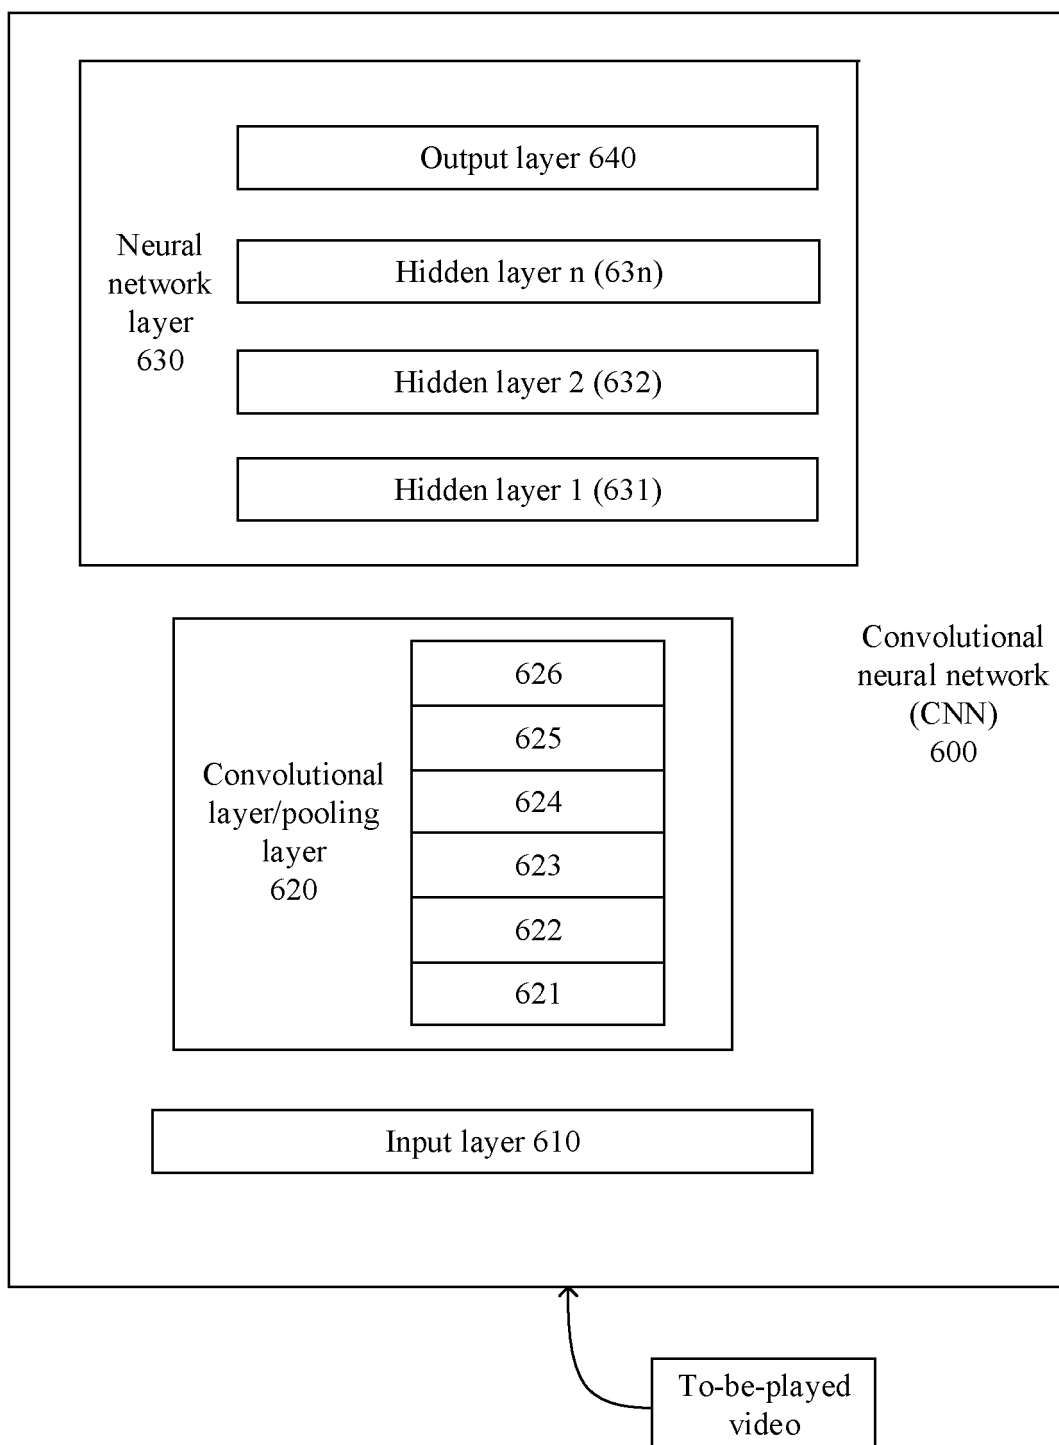 Output layer 640
Neural
network
layer
630
Hidden layer n (63n)
Hidden layer 2 (632)
Hidden layer 1 (631)
Convolutional
neural network
(CNN)
600
Convolutional
layer/pooling
layer
620
626
625
624
623
622
621
Input layer 610
To-be-played
video